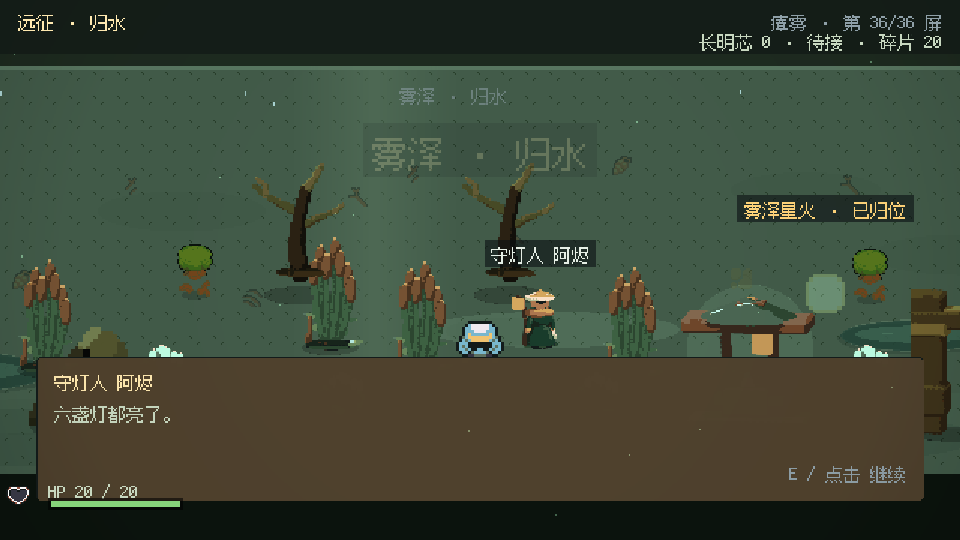 远征 · 归水
瘴雾 · 第 36/36 屏
长明芯 0 · 待接 · 碎片 20
雾泽 · 归水
雾泽 · 归水
雾泽星火 · 已归位
守灯人 阿烬
守灯人 阿烬
六盏灯都亮了。
E / 点击 继续
HP 20 / 20